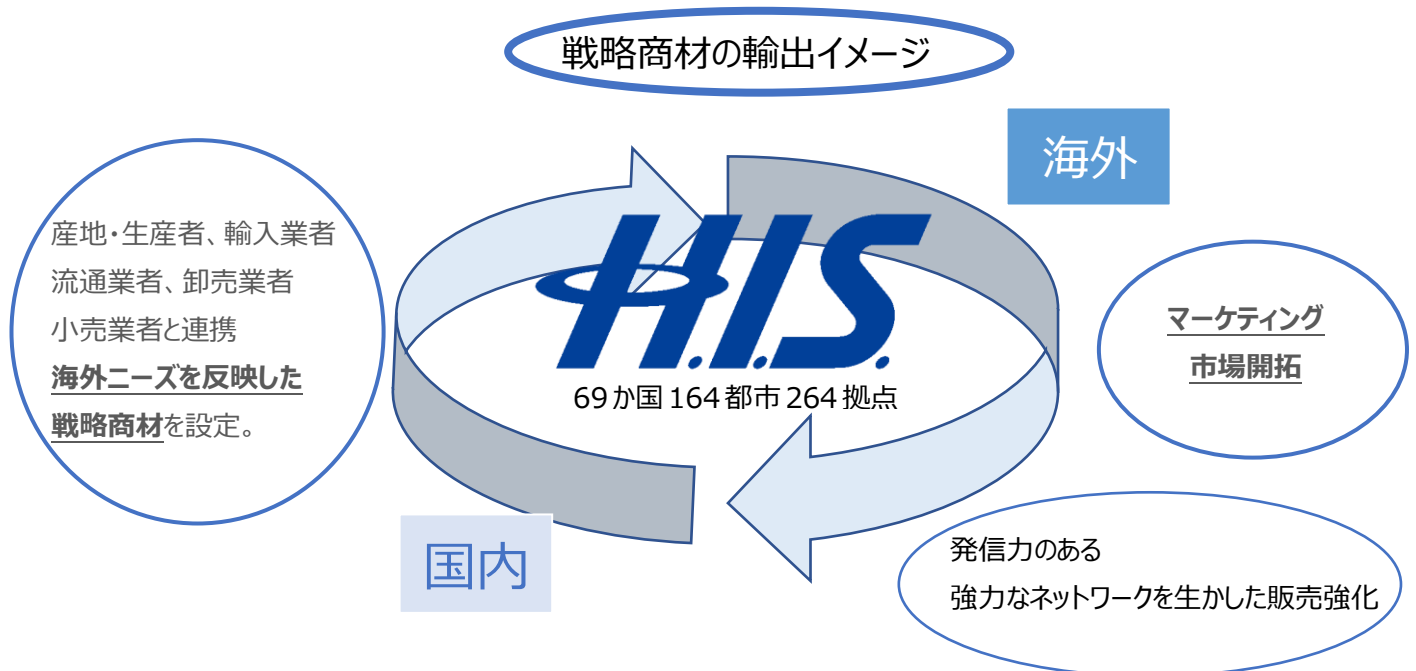 戦略商材の輸出イメージ
海外
産地・生産者、輸入業者
流通業者、卸売業者
小売業者と連携
海外ニーズを反映した
戦略商材を設定。
H.I.S.
69か国164都市264拠点
マーケティング
市場開拓
国内
発信力のある
強力なネットワークを生かした販売強化